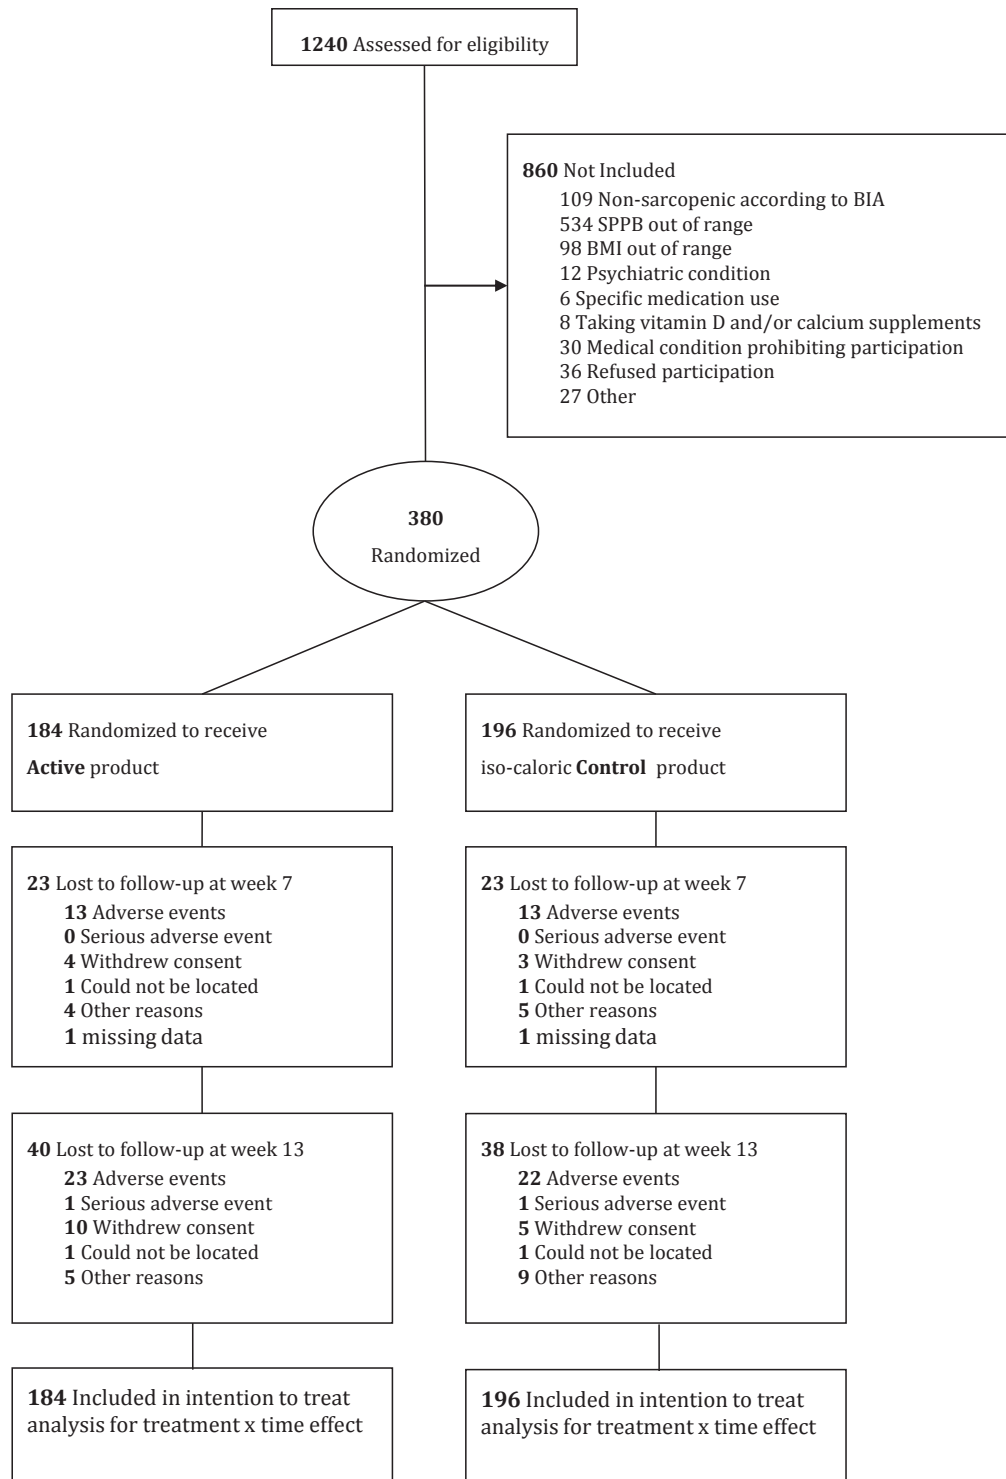 1240 Assessed for eligibility
860 Not Included
109 Non-sarcopenic according to BIA
534 SPPB out of range
98 BMI out of range
12 Psychiatric condition
6 Specific medication use
8 Taking vitamin D and/or calcium supplements
30 Medical condition prohibiting participation
36 Refused participation
27 Other
380
Randomized
184 Randomized to receive
Active product
196 Randomized to receive
iso-caloric Control product
23 Lost to follow-up at week 7
13 Adverse events
0 Serious adverse event
4 Withdrew consent
1 Could not be located
4 Other reasons
1 missing data
23 Lost to follow-up at week 7
13 Adverse events
0 Serious adverse event
3 Withdrew consent
1 Could not be located
5 Other reasons
1 missing data
40 Lost to follow-up at week 13
23 Adverse events
1 Serious adverse event
10 Withdrew consent
1 Could not be located
5 Other reasons
38 Lost to follow-up at week 13
22 Adverse events
1 Serious adverse event
5 Withdrew consent
1 Could not be located
9 Other reasons
184 Included in intention to treat
analysis for treatment x time effect
196 Included in intention to treat
analysis for treatment x time effect